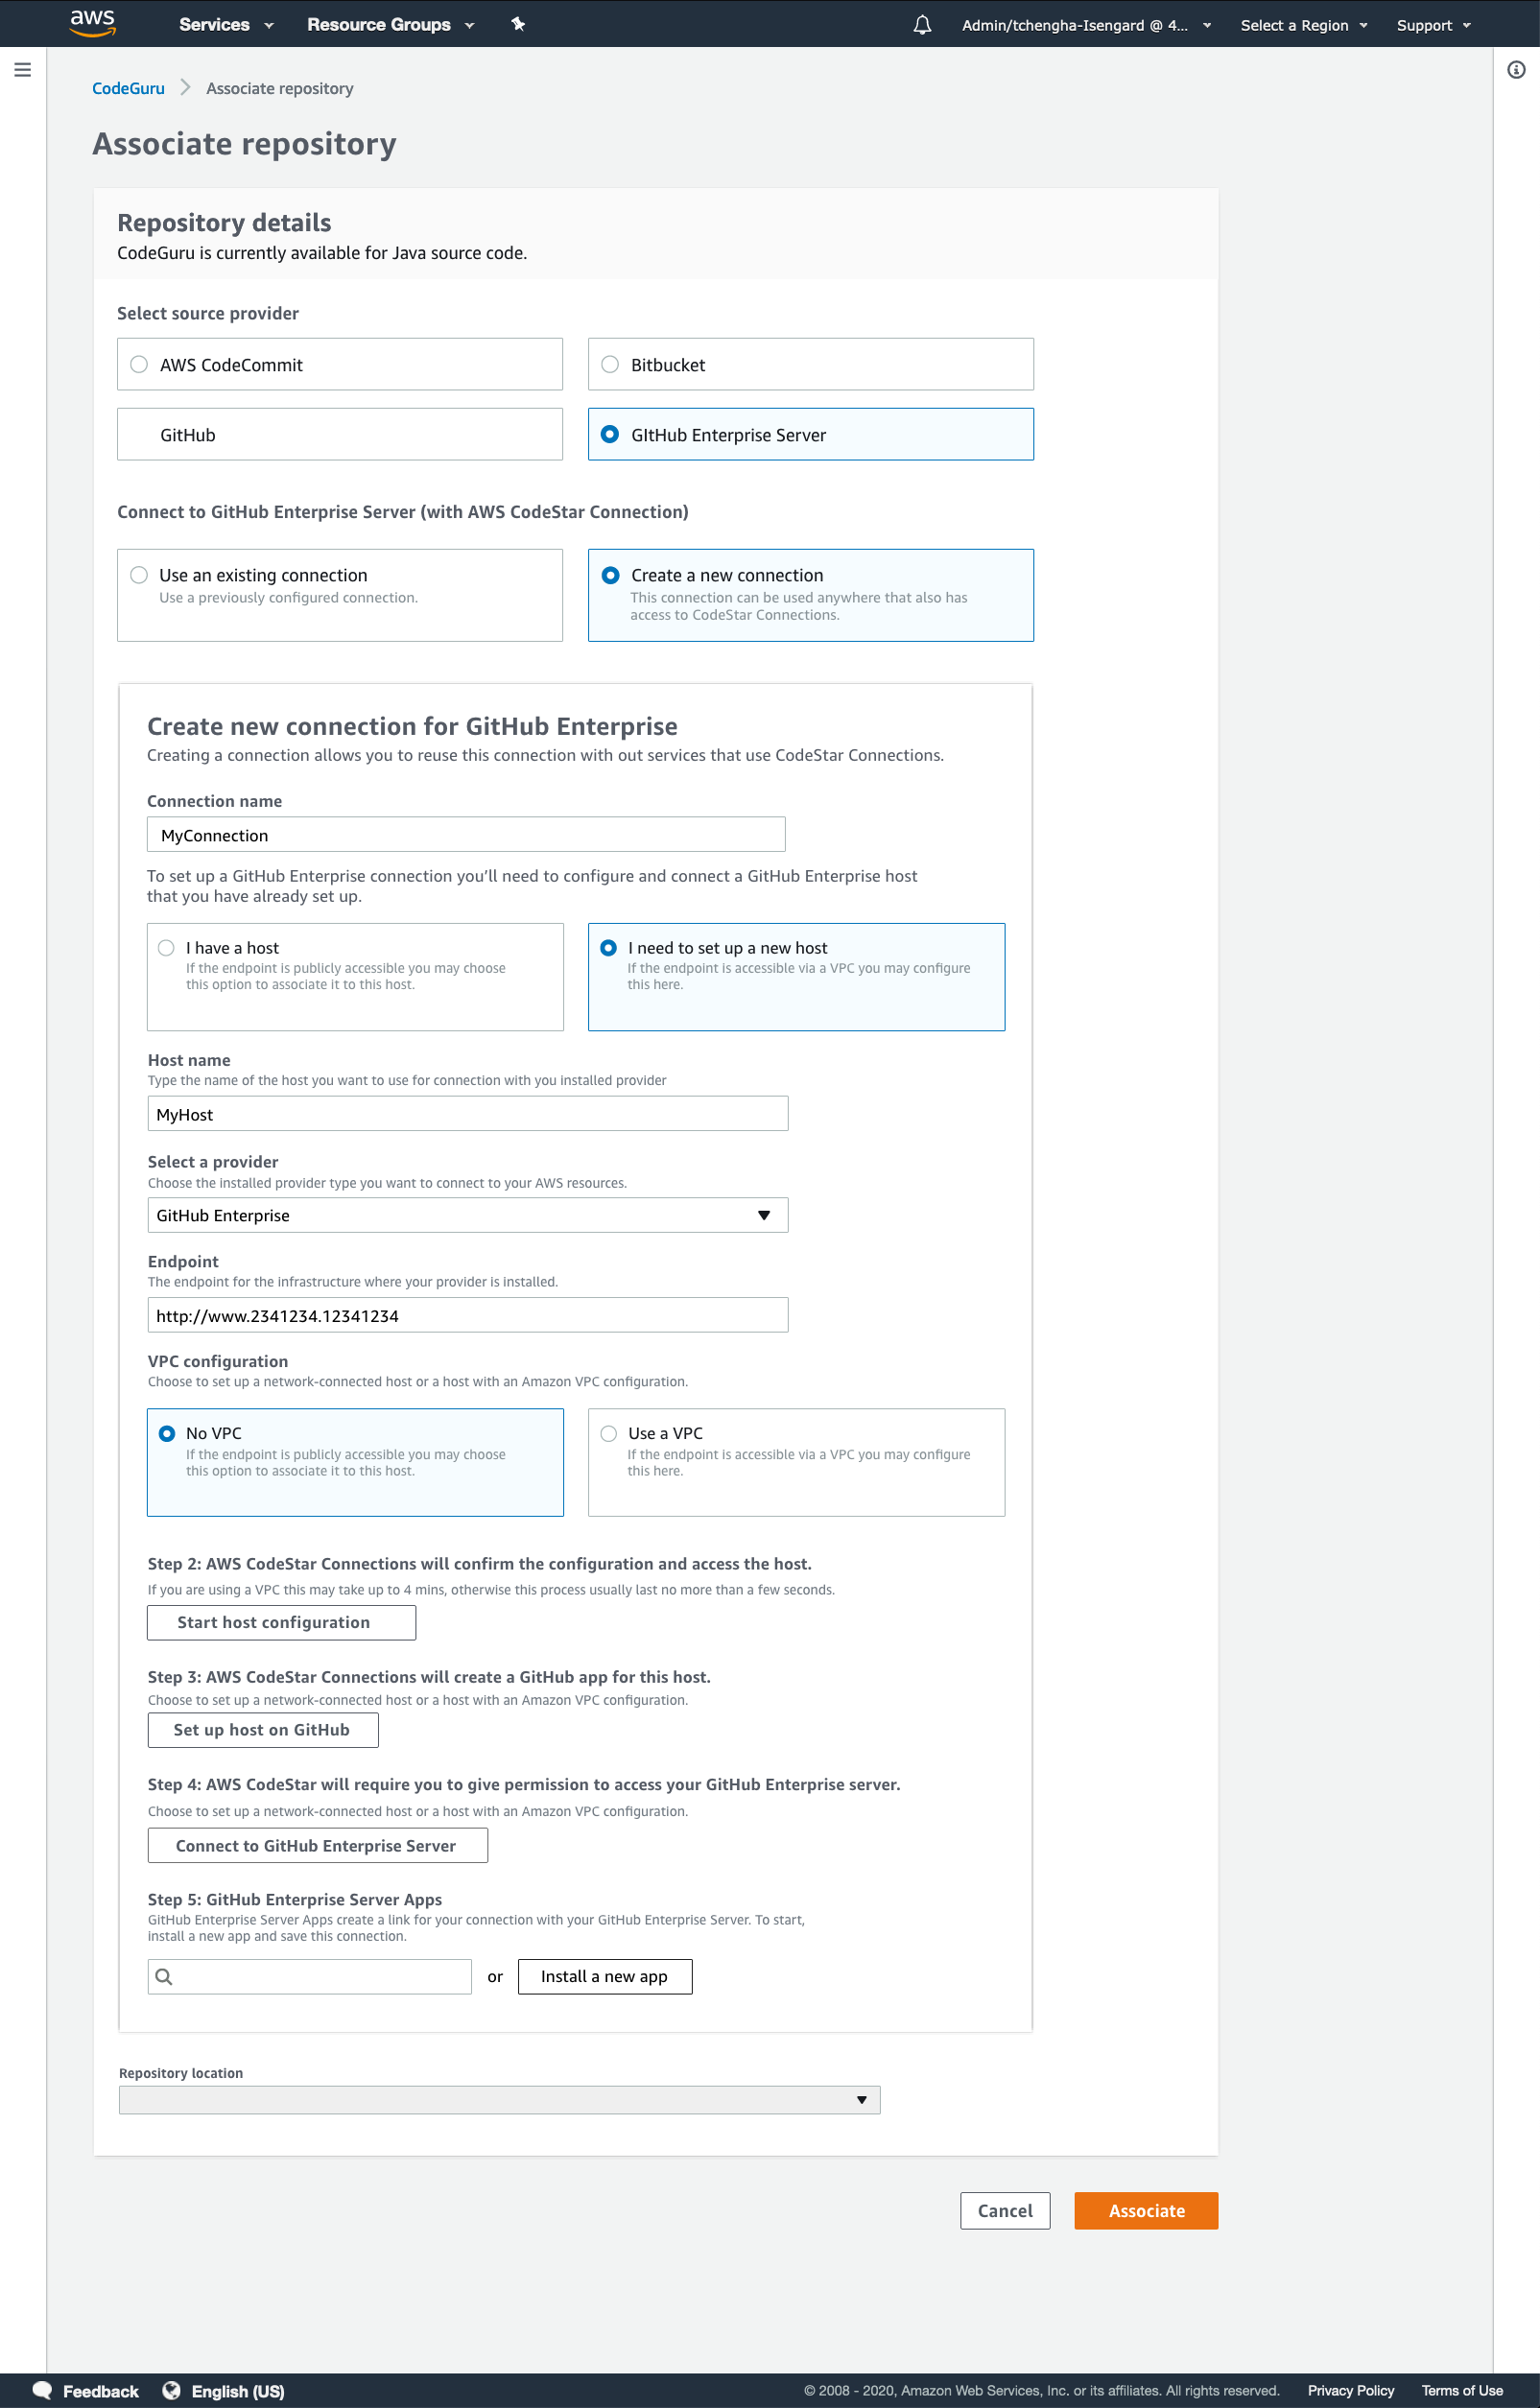 aws Services Resource Groups Admin/tchengha-Isengard @ 4... Select a Region Support
CodeGuru Associate repository
Associate repository
Repository details
CodeGuru is currently available for Java source code.
Select source provider
AWS CodeCommit Bitbucket
GitHub GItHub Enterprise Server
Connect to GitHub Enterprise Server (with AWS CodeStar Connection)
Use an existing connection
Use a previously configured connection.
Create a new connection
This connection can be used anywhere that also has
access to CodeStar Connections.
Create new connection for GitHub Enterprise
Creating a connection allows you to reuse this connection with out services that use CodeStar Connections.
Connection name
MyConnection
To set up a GitHub Enterprise connection you’ll need to configure and connect a GitHub Enterprise host
that you have already set up.
I have a host
If the endpoint is publicly accessible you may choose
this option to associate it to this host.
I need to set up a new host
If the endpoint is accessible via a VPC you may configure
this here.
Host name
Type the name of the host you want to use for connection with you installed provider
MyHost
Select a provider
Choose the installed provider type you want to connect to your AWS resources.
GitHub Enterprise
Endpoint
The endpoint for the infrastructure where your provider is installed.
http://www.2341234.12341234
VPC configuration
Choose to set up a network-connected host or a host with an Amazon VPC configuration.
No VPC
If the endpoint is publicly accessible you may choose
this option to associate it to this host.
Use a VPC
If the endpoint is accessible via a VPC you may configure
this here.
Step 2: AWS CodeStar Connections will confirm the configuration and access the host.
If you are using a VPC this may take up to 4 mins, otherwise this process usually last no more than a few seconds.
Start host configuration
Step 3: AWS CodeStar Connections will create a GitHub app for this host.
Choose to set up a network-connected host or a host with an Amazon VPC configuration.
Set up host on GitHub
Step 4: AWS CodeStar will require you to give permission to access your GitHub Enterprise server.
Choose to set up a network-connected host or a host with an Amazon VPC configuration.
Connect to GitHub Enterprise Server
Step 5: GitHub Enterprise Server Apps
GitHub Enterprise Server Apps create a link for your connection with your GitHub Enterprise Server. To start,
install a new app and save this connection.
or Install a new app
Repository location
Cancel Associate
Feedback English (US) © 2008 - 2020, Amazon Web Services, Inc. or its affiliates. All rights reserved. Privacy Policy Terms of Use